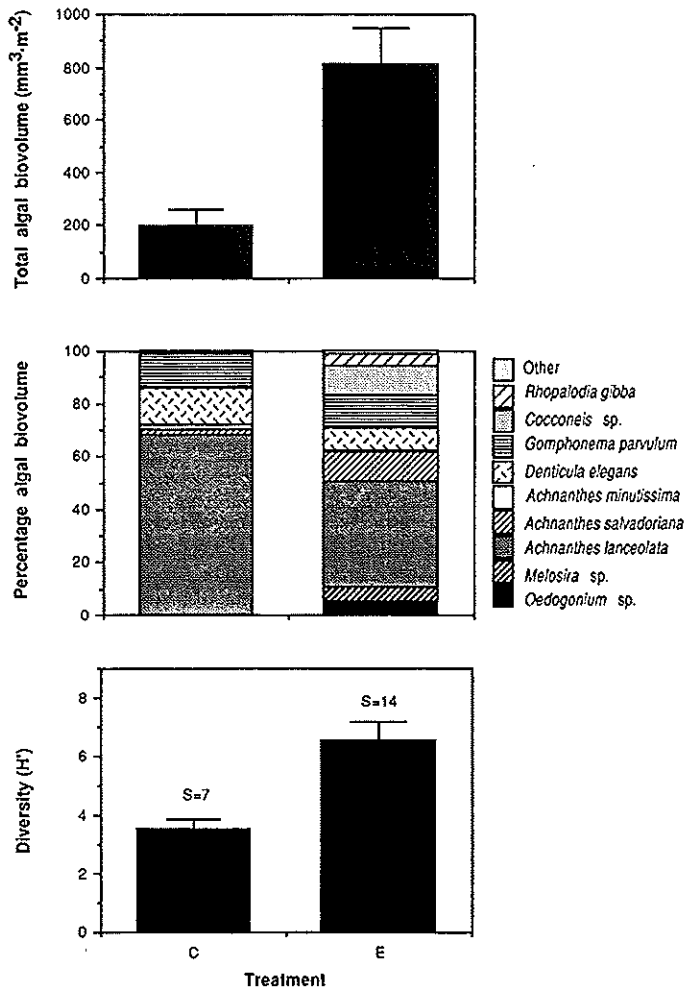 Total algal biovolume (mm³·m⁻²)
1000
800
600
400
200
0
Percentage algal biovolume
100
80
60
40
20
0
Other
Rhopalodia gibba
Cocconeis sp.
Gomphonema parvulum
Denticula elegans
Achnanthes minutissima
Achnanthes salvadoriana
Achnanthes lanceolata
Melosira sp.
Oedogonium sp.
Diversity (H')
8
6
4
2
0
S=7
S=14
C
E
Treatment